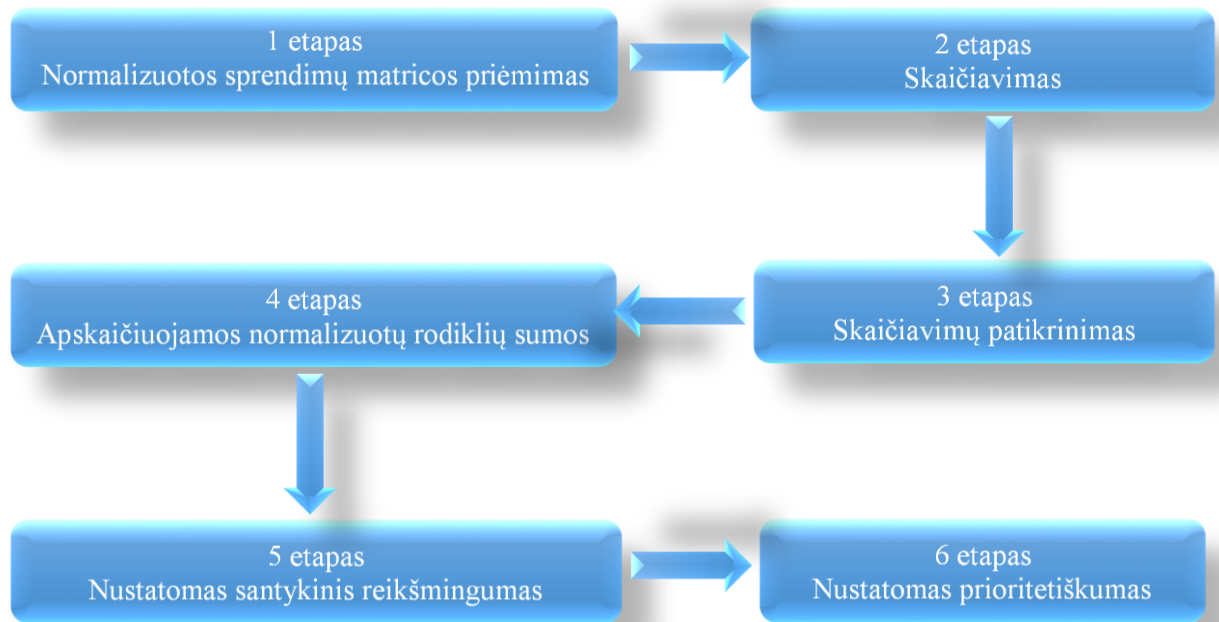 1 etapas
Normalizuotos sprendimų matricos priėmimas
2 etapas
Skaičiavimas
3 etapas
Skaičiavimų patikrinimas
4 etapas
Apskaičiuojamos normalizuotų rodiklių sumos
5 etapas
Nustatomas santykinis reikšmingumas
6 etapas
Nustatomas prioritetiškumas